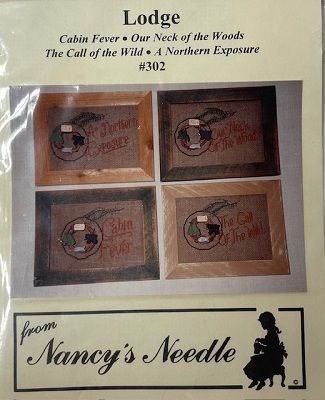 Lodge
Cabin Fever • Our Neck of the Woods
The Call of the Wild • A Northern Exposure
#302
A Northern
Exposure
Our Neck
Of The Woods
Cabin
Fever
The Call
Of The Wild
from
Nancy's Needle
©